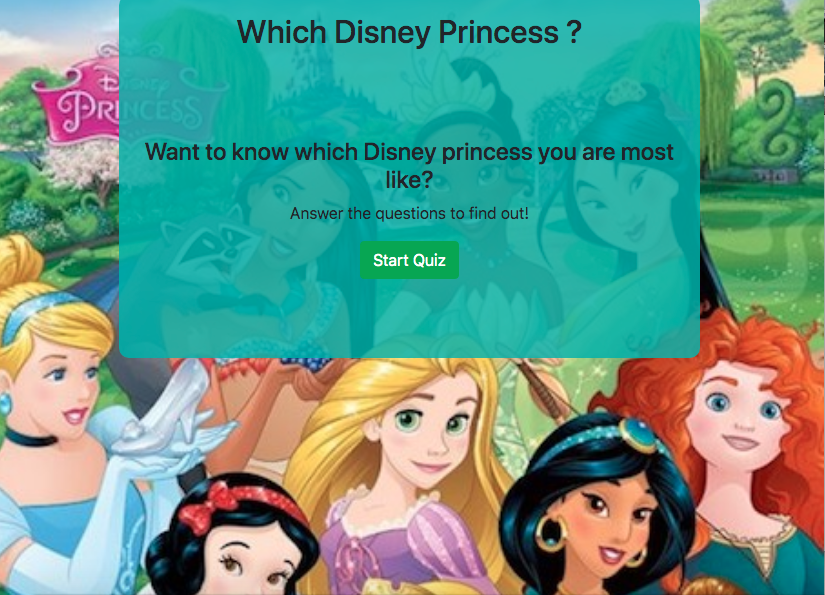 Which Disney Princess ?
Disney
PRINCESS
Want to know which Disney princess you are most
like?
Answer the questions to find out!
Start Quiz